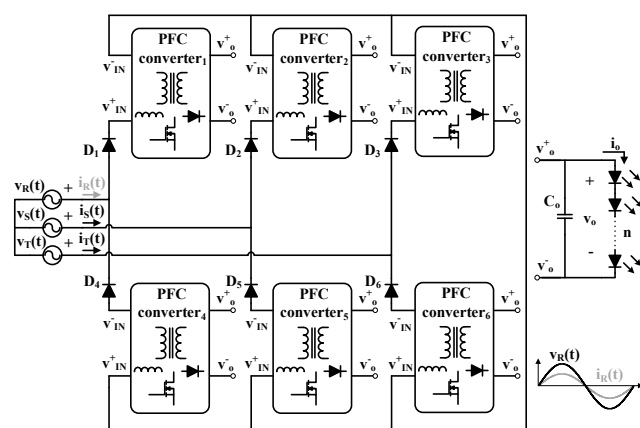 PFC
converter1
v-IN
v+IN
v+o
v-o
D1
PFC
converter2
v-IN
v+IN
v+o
v-o
D2
PFC
converter3
v-IN
v+IN
v+o
v-o
D3
vR(t) + iR(t)
vS(t) + iS(t)
vT(t) + iT(t)
v+o
io
Co
+
vo
-
n
v-o
D4
PFC
converter4
v-IN
v+IN
v+o
v-o
D5
PFC
converter5
v-IN
v+IN
v+o
v-o
D6
PFC
converter6
v-IN
v+IN
v+o
v-o
vR(t)
iR(t)